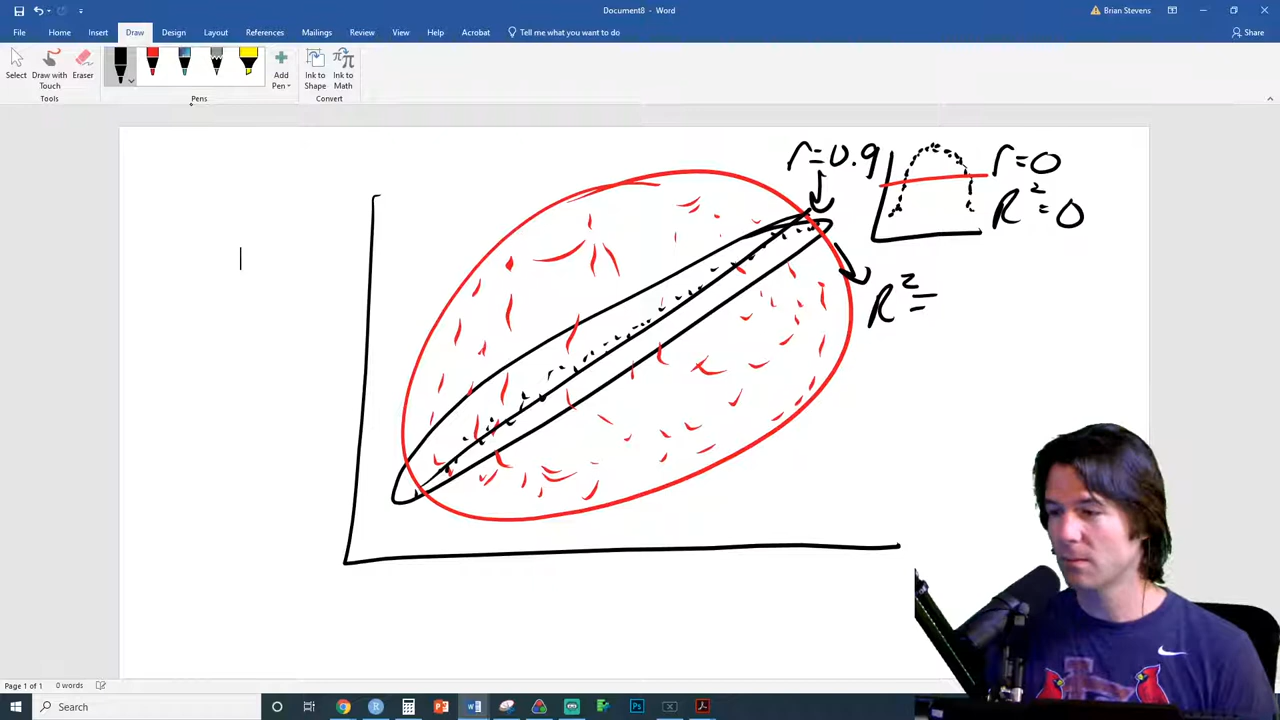 Document8 - Word
Brian Stevens
File Home Insert Draw Design Layout References Mailings Review View Help Acrobat Tell me what you want to do Share
Select Draw with Touch Eraser Add Pen Ink to Shape Ink to Math
Tools Pens Convert
r=0.9
r=0
R²=0
R²=
Page 1 of 1 0 words
Search